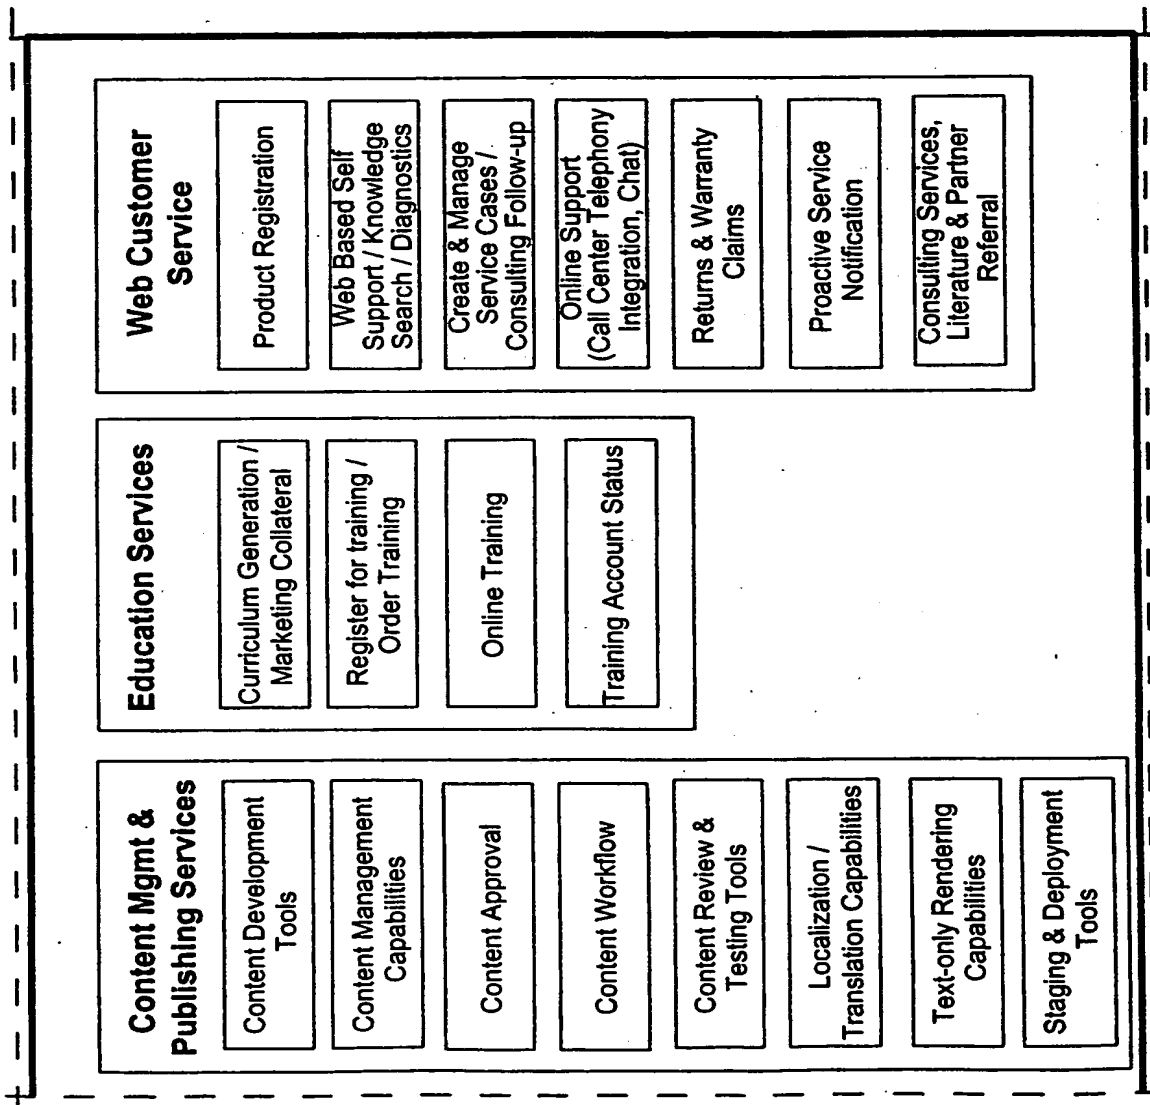 Content Mgmt &
Publishing Services
Content Development
Tools
Content Management
Capabilities
Content Approval
Content Workflow
Content Review &
Testing Tools
Localization /
Translation Capabilities
Text-only Rendering
Capabilities
Staging & Deployment
Tools
Education Services
Curriculum Generation /
Marketing Collateral
Register for training /
Order Training
Online Training
Training Account Status
Web Customer
Service
Product Registration
Web Based Self
Support / Knowledge
Search / Diagnostics
Create & Manage
Service Cases /
Consulting Follow-up
Online Support
(Call Center Telephony
Integration, Chat)
Returns & Warranty
Claims
Proactive Service
Notification
Consulting Services,
Literature & Partner
Referral